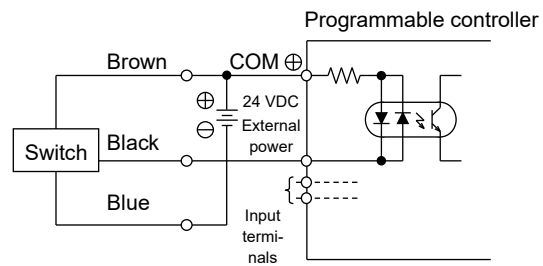 Programmable controller
Brown
COM ⊕
⊕
24 VDC
⊖
External
power
Switch
Black
Blue
Input
termi-
nals